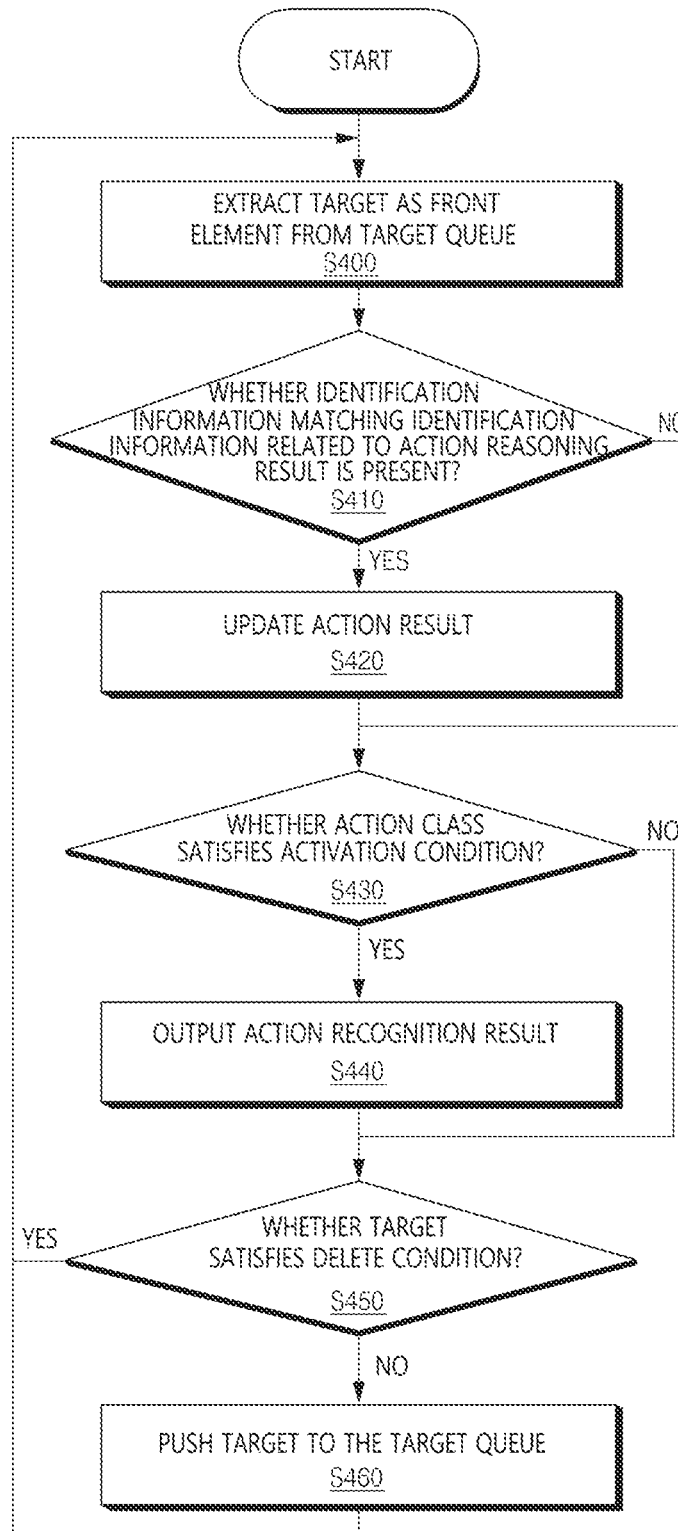 START
EXTRACT TARGET AS FRONT
ELEMENT FROM TARGET QUEUE
S400
WHETHER IDENTIFICATION
INFORMATION MATCHING IDENTIFICATION
INFORMATION RELATED TO ACTION REASONING
RESULT IS PRESENT?
S410
NO
YES
UPDATE ACTION RESULT
S420
WHETHER ACTION CLASS
SATISFIES ACTIVATION CONDITION?
S430
NO
YES
OUTPUT ACTION RECOGNITION RESULT
S440
WHETHER TARGET
SATISFIES DELETE CONDITION?
S450
YES
NO
PUSH TARGET TO THE TARGET QUEUE
S460